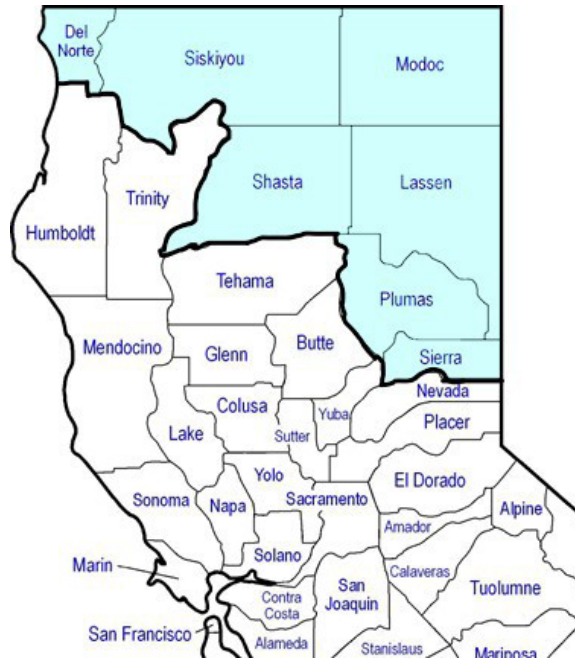 Del
Norte
Siskiyou
Modoc
Shasta
Lassen
Trinity
Humboldt
Tehama
Plumas
Butte
Mendocino
Glenn
Sierra
Nevada
Colusa
Yuba
Placer
Lake
Sutter
Yolo
El Dorado
Sonoma
Napa
Sacramento
Alpine
Amador
Solano
Marin
Calaveras
San
Joaquin
Tuolumne
Contra
Costa
San Francisco
Alameda
Stanislaus
Mariposa